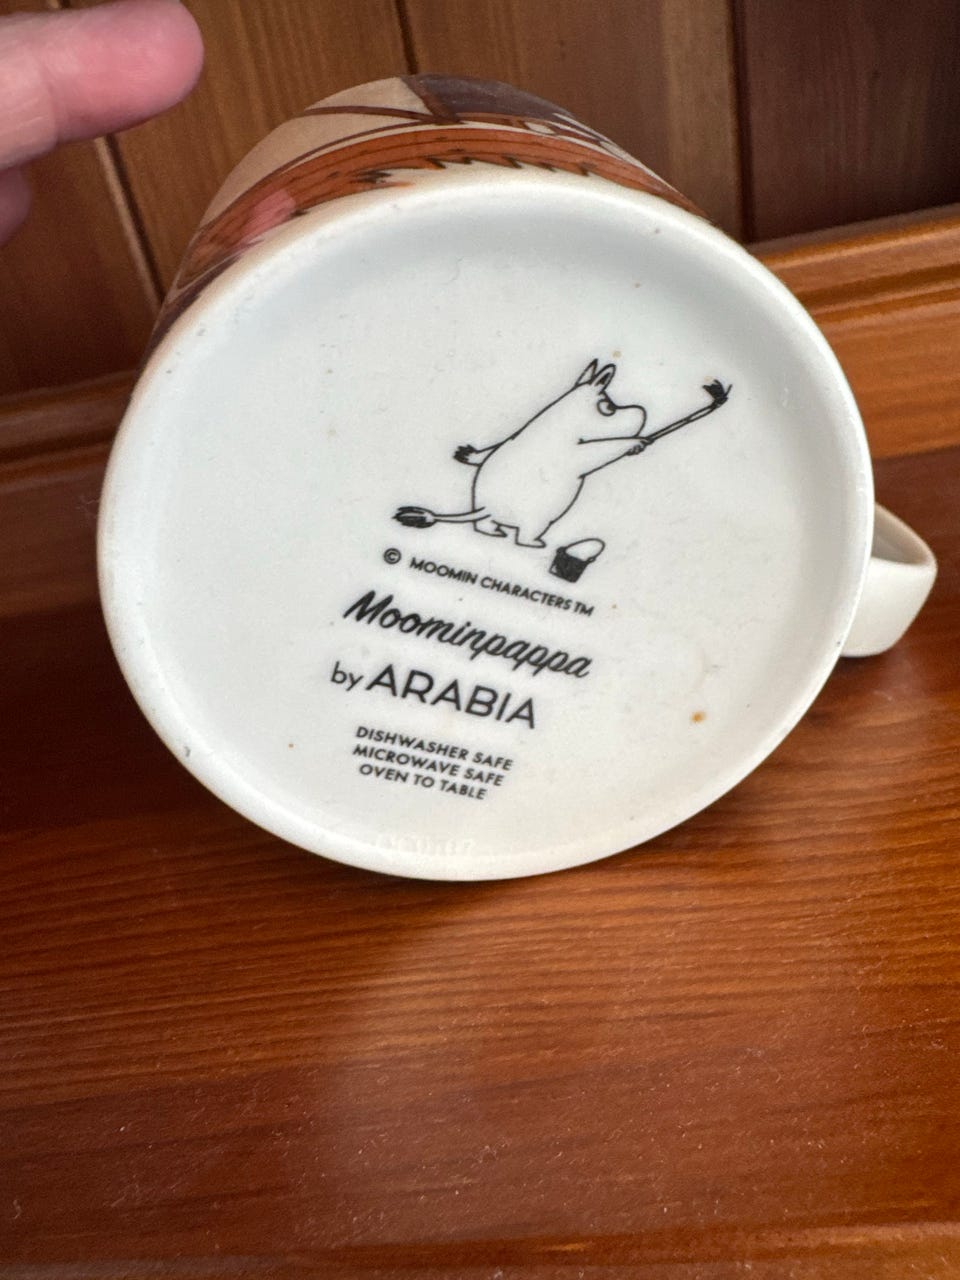 © MOOMIN CHARACTERS™
Moominpappa
by ARABIA
DISHWASHER SAFE
MICROWAVE SAFE
OVEN TO TABLE